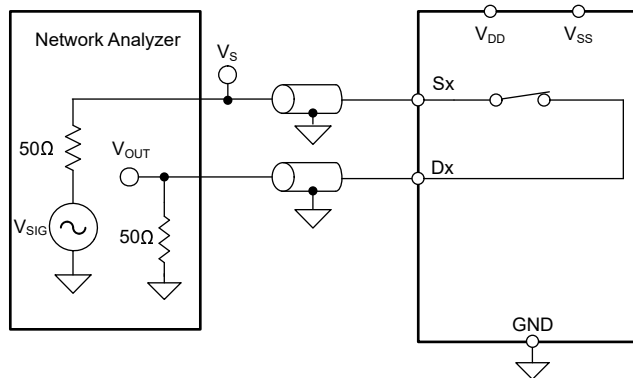 Network Analyzer
V_S
V_DD
V_SS
Sx
50Ω
V_OUT
Dx
V_SIG
50Ω
GND